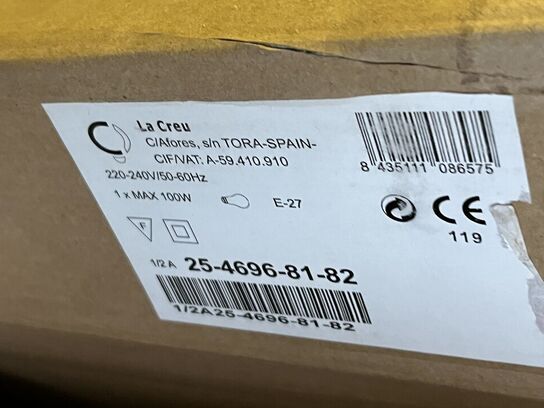 La Creu
C/Afores, s/n TORA-SPAIN-
CIF/VAT. A-59.410.910
220-240V/50-60Hz
1 x MAX 100W E-27
F
8 435111 086575
CE
119
1/2 A 25-4696-81-82
1/2A25-4696-81-82